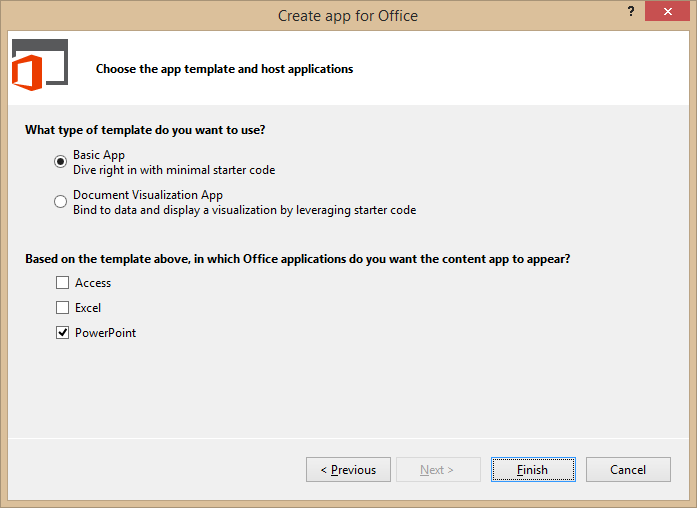 Create app for Office
?
Choose the app template and host applications
What type of template do you want to use?
Basic App
Dive right in with minimal starter code
Document Visualization App
Bind to data and display a visualization by leveraging starter code
Based on the template above, in which Office applications do you want the content app to appear?
Access
Excel
PowerPoint
< Previous
Next >
Finish
Cancel